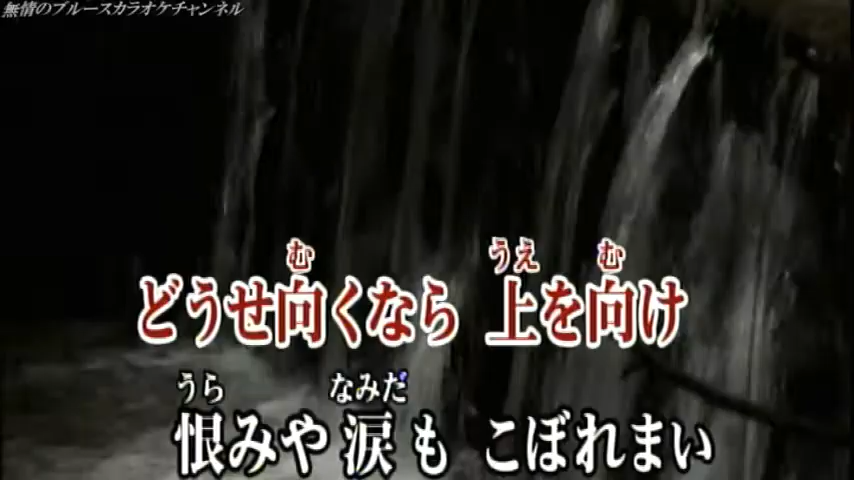 無情のブルースカラオケチャンネル
む うえ む
どうせ向くなら 上を向け
うら なみだ
恨みや涙も こぼれまい